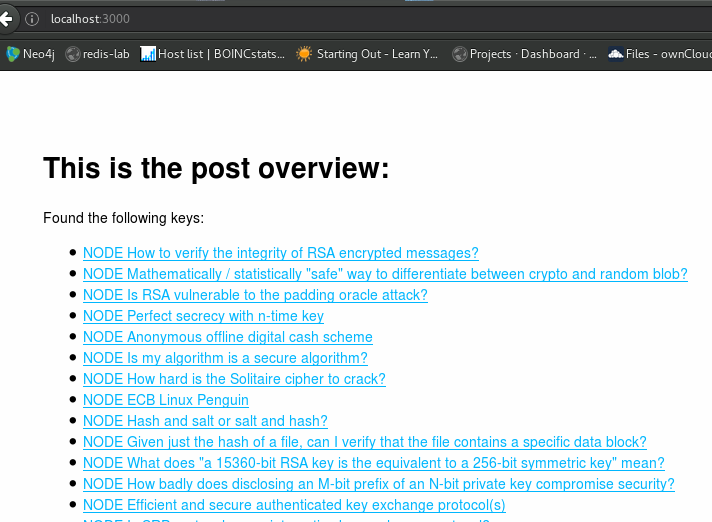 localhost:3000
Neo4j redis-lab Host list | BOINCstats... Starting Out - Learn Y... Projects · Dashboard · ... Files - ownClou
This is the post overview:
Found the following keys:
NODE How to verify the integrity of RSA encrypted messages?
NODE Mathematically / statistically "safe" way to differentiate between crypto and random blob?
NODE Is RSA vulnerable to the padding oracle attack?
NODE Perfect secrecy with n-time key
NODE Anonymous offline digital cash scheme
NODE Is my algorithm is a secure algorithm?
NODE How hard is the Solitaire cipher to crack?
NODE ECB Linux Penguin
NODE Hash and salt or salt and hash?
NODE Given just the hash of a file, can I verify that the file contains a specific data block?
NODE What does "a 15360-bit RSA key is the equivalent to a 256-bit symmetric key" mean?
NODE How badly does disclosing an M-bit prefix of an N-bit private key compromise security?
NODE Efficient and secure authenticated key exchange protocol(s)